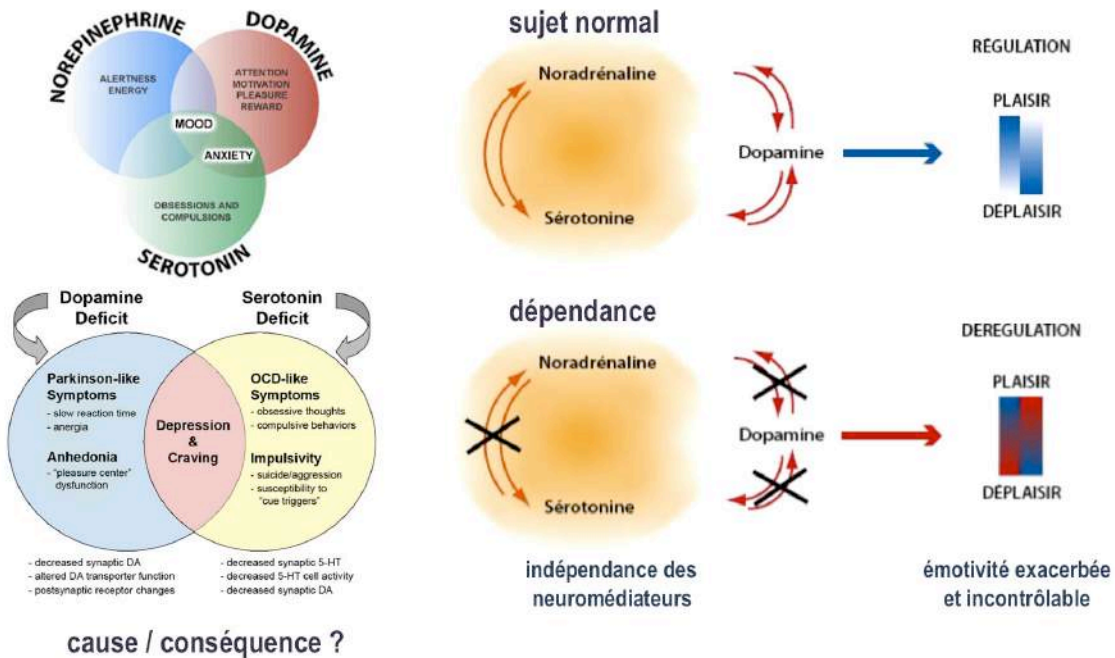 NOREPINEPHRINE
DOPAMINE
ALERTNESS
ENERGY
ATTENTION
MOTIVATION
PLEASURE
REWARD
MOOD
ANXIETY
OBSESSIONS AND
COMPULSIONS
SEROTONIN
Dopamine
Deficit
Serotonin
Deficit
Parkinson-like
Symptoms
- slow reaction time
- anergia
Anhedonia
- "pleasure center"
dysfunction
Depression
&
Craving
OCD-like
Symptoms
- obsessive thoughts
- compulsive behaviors
Impulsivity
- suicide/aggression
- susceptibility to
"cue triggers"
- decreased synaptic DA
- altered DA transporter function
- postsynaptic receptor changes
- decreased synaptic 5-HT
- decreased 5-HT cell activity
- decreased synaptic DA
cause / conséquence ?
sujet normal
Noradrénaline
Sérotonine
Dopamine
RÉGULATION
PLAISIR
DÉPLAISIR
dépendance
Noradrénaline
Sérotonine
Dopamine
DEREGULATION
PLAISIR
DÉPLAISIR
indépendance des
neuromédiateurs
émotivité exacerbée
et incontrôlable